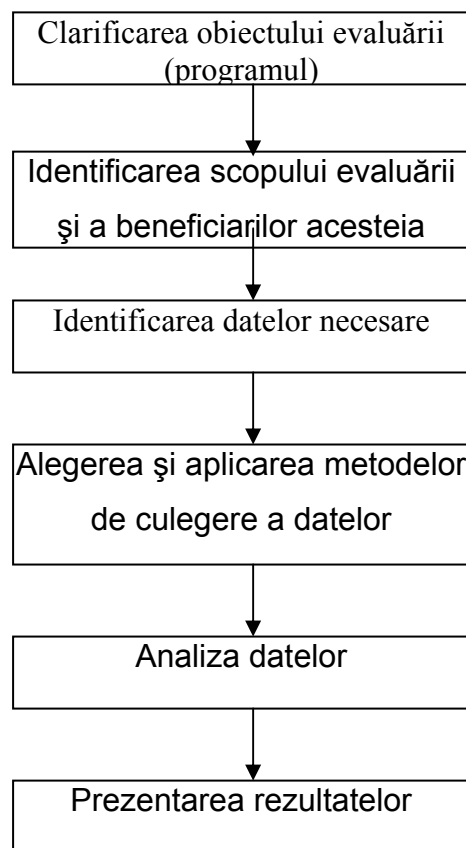 Clarificarea obiectului evaluării
(programul)
Identificarea scopului evaluării
şi a beneficiarilor acesteia
Identificarea datelor necesare
Alegerea şi aplicarea metodelor
de culegere a datelor
Analiza datelor
Prezentarea rezultatelor